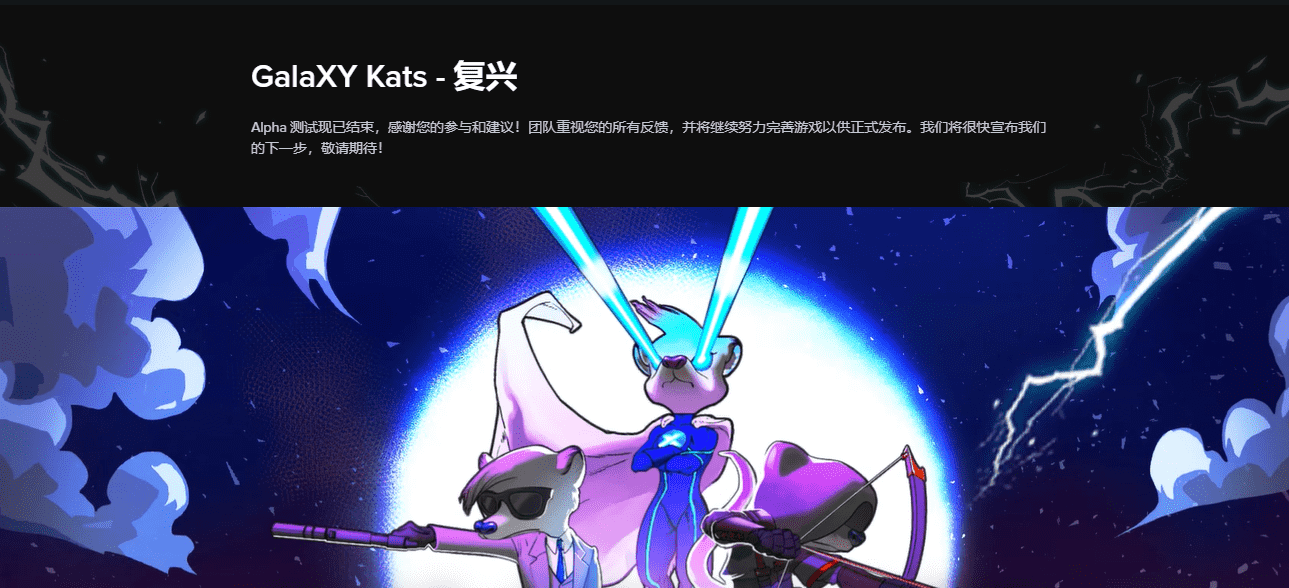 GalaXY Kats - 复兴
Alpha 测试现已结束，感谢您的参与和建议！团队重视您的所有反馈，并将继续努力完善游戏以供正式发布。我们将很快宣布我们
的下一步，敬请期待！